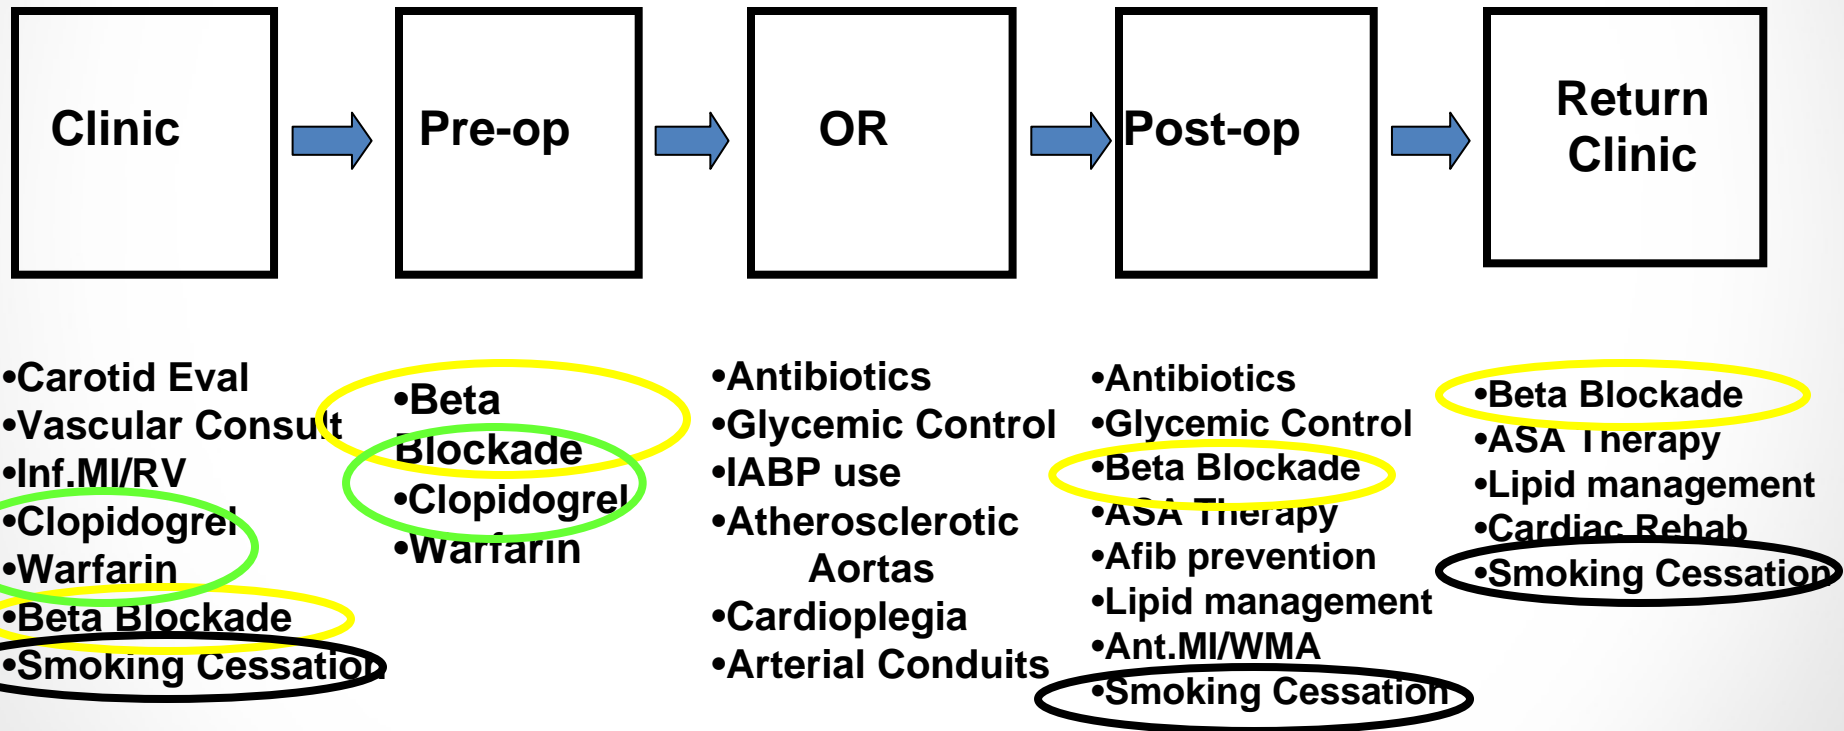 Clinic
Pre-op
OR
Post-op
Return
Clinic
•Carotid Eval
•Vascular Consult
•Inf.MI/RV
•Clopidogrel
•Warfarin
•Beta Blockade
•Smoking Cessation
•Beta
Blockade
•Clopidogrel
•Warfarin
•Antibiotics
•Glycemic Control
•IABP use
•Atherosclerotic
Aortas
•Cardioplegia
•Arterial Conduits
•Antibiotics
•Glycemic Control
•Beta Blockade
•ASA Therapy
•Afib prevention
•Lipid management
•Ant.MI/WMA
•Smoking Cessation
•Beta Blockade
•ASA Therapy
•Lipid management
•Cardiac Rehab
•Smoking Cessation